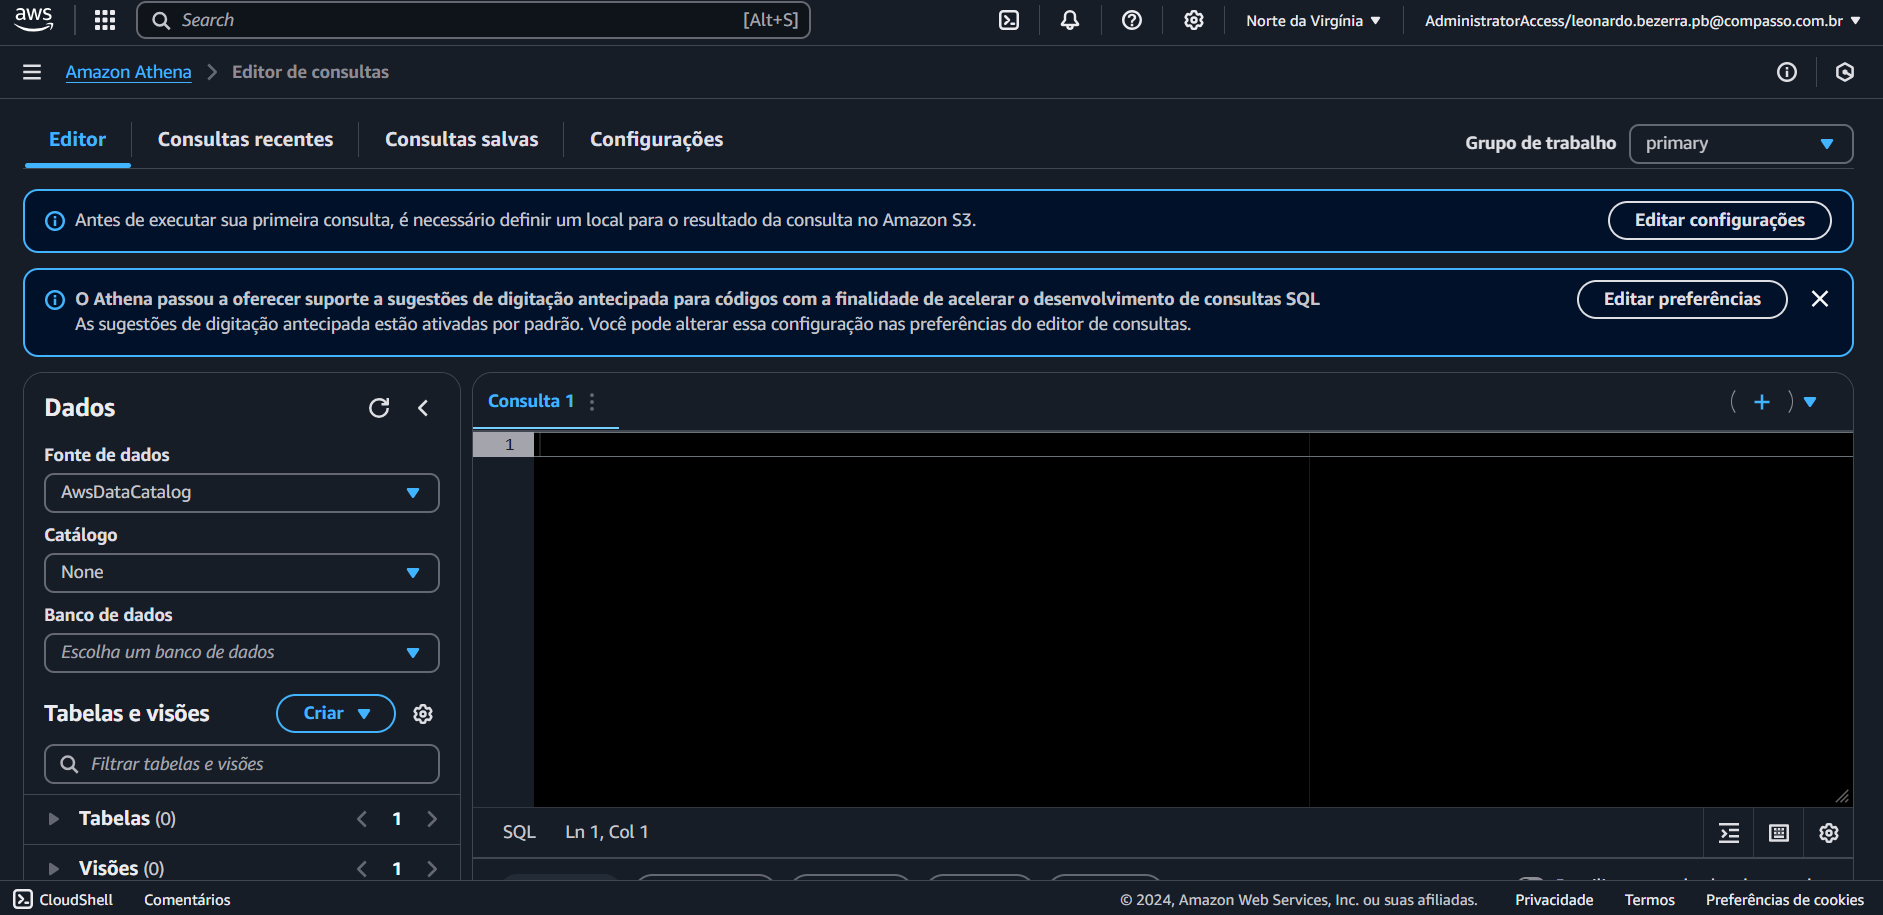 aws
Search [Alt+S]
Norte da Virgínia
AdministratorAccess/leonardo.bezerra.pb@compasso.com.br
Amazon Athena
Editor de consultas
Editor
Consultas recentes
Consultas salvas
Configurações
Grupo de trabalho
primary
Antes de executar sua primeira consulta, é necessário definir um local para o resultado da consulta no Amazon S3.
Editar configurações
O Athena passou a oferecer suporte a sugestões de digitação antecipada para códigos com a finalidade de acelerar o desenvolvimento de consultas SQL
As sugestões de digitação antecipada estão ativadas por padrão. Você pode alterar essa configuração nas preferências do editor de consultas.
Editar preferências
Dados
Fonte de dados
AwsDataCatalog
Catálogo
None
Banco de dados
Escolha um banco de dados
Tabelas e visões
Criar
Filtrar tabelas e visões
Tabelas (0)
1
Visões (0)
1
Consulta 1
1
SQL
Ln 1, Col 1
CloudShell
Comentários
© 2024, Amazon Web Services, Inc. ou suas afiliadas.
Privacidade
Termos
Preferências de cookies